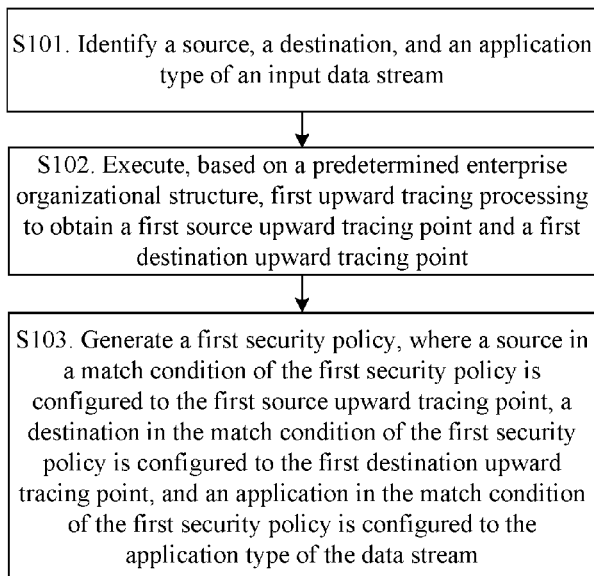 S101. Identify a source, a destination, and an application
type of an input data stream
S102. Execute, based on a predetermined enterprise
organizational structure, first upward tracing processing
to obtain a first source upward tracing point and a first
destination upward tracing point
S103. Generate a first security policy, where a source in
a match condition of the first security policy is
configured to the first source upward tracing point, a
destination in the match condition of the first security
policy is configured to the first destination upward
tracing point, and an application in the match condition
of the first security policy is configured to the
application type of the data stream